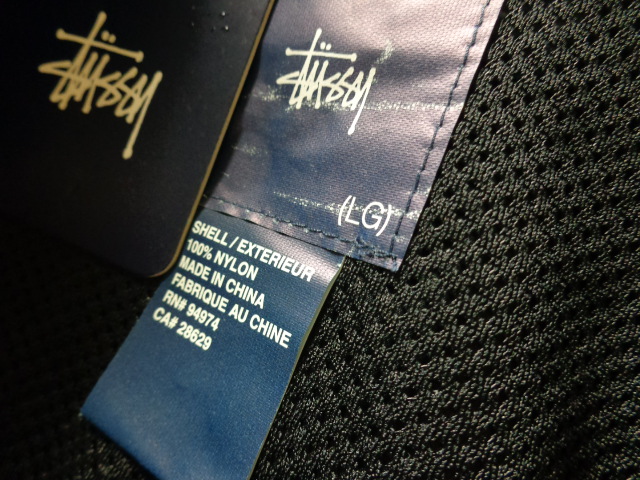 Stüssy
Stüssy
(LG)
SHELL / EXTERIEUR
100% NYLON
MADE IN CHINA
FABRIQUE AU CHINE
RN# 94974
CA# 28629